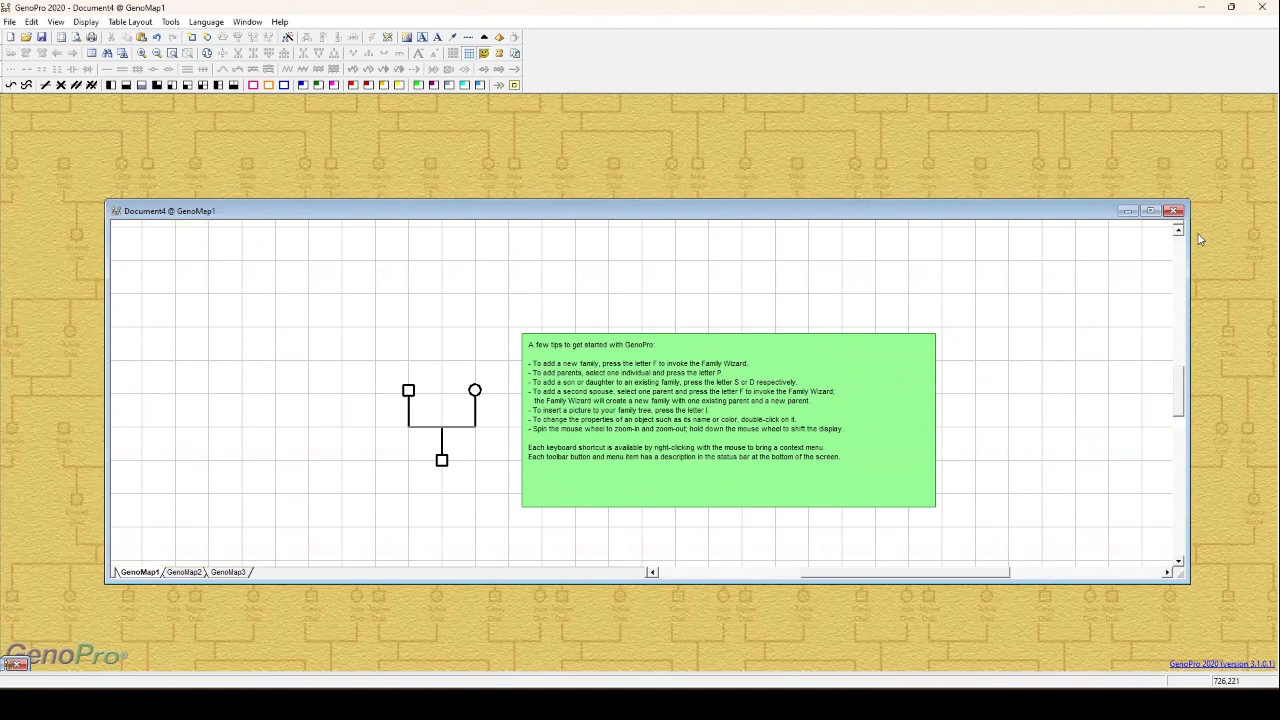 GenoPro 2020 - Document4 @ GenoMap1
File Edit View Display Table Layout Tools Language Window Help
Document4 @ GenoMap1
A few tips to get started with GenoPro:
- To add a new family, press the letter F to invoke the Family Wizard.
- To add parents, select one individual and press the letter P
- To add a son or daughter to an existing family, press the letter S or D respectively.
- To add a second spouse, select one parent and press the letter F to invoke the Family Wizard;
the Family Wizard will create a new family with one existing parent and a new parent.
- To insert a picture to your family tree, press the letter I.
- To change the properties of an object such as its name or color, double-click on it.
- Spin the mouse wheel to zoom-in and zoom-out; hold down the mouse wheel to shift the display.
Each keyboard shortcut is available by right-clicking with the mouse to bring a context menu.
Each toolbar button and menu item has a description in the status bar at the bottom of the screen.
GenoMap1 GenoMap2 GenoMap3
GenoPro®
GenoPro 2020 (version 3.1.0.1)
726,221